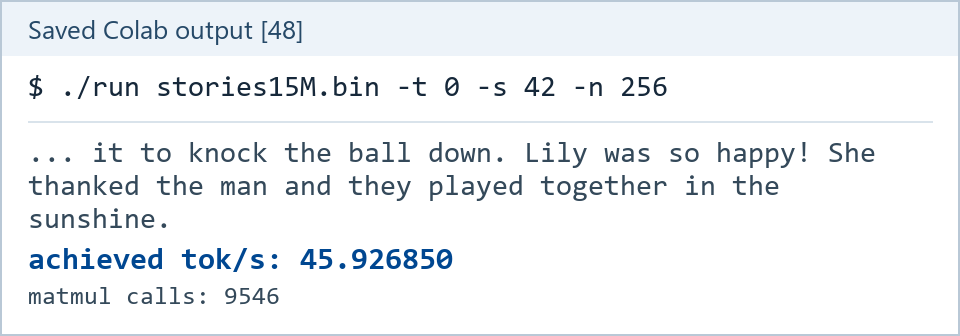 Saved Colab output [48]
$ ./run stories15M.bin -t 0 -s 42 -n 256
... it to knock the ball down. Lily was so happy! She
thanked the man and they played together in the
sunshine.
achieved tok/s: 45.926850
matmul calls: 9546